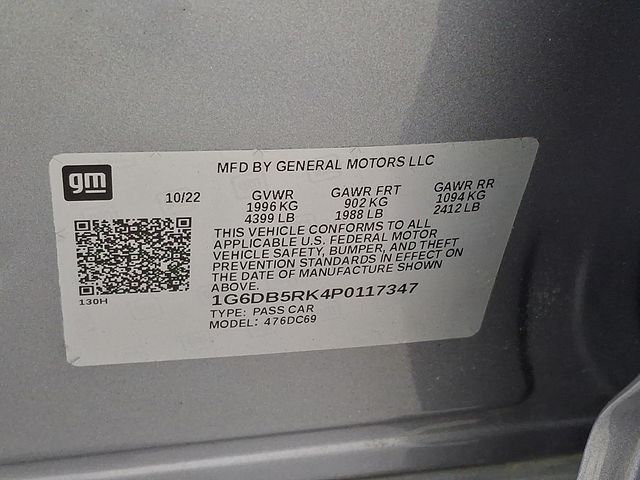 gm
MFD BY GENERAL MOTORS LLC
10/22 GVWR GAWR FRT GAWR RR
1996 KG 902 KG 1094 KG
4399 LB 1988 LB 2412 LB
THIS VEHICLE CONFORMS TO ALL
APPLICABLE U.S. FEDERAL MOTOR
VEHICLE SAFETY, BUMPER, AND THEFT
PREVENTION STANDARDS IN EFFECT ON
THE DATE OF MANUFACTURE SHOWN
ABOVE.
130H
1G6DB5RK4P0117347
TYPE: PASS CAR
MODEL: 476DC69